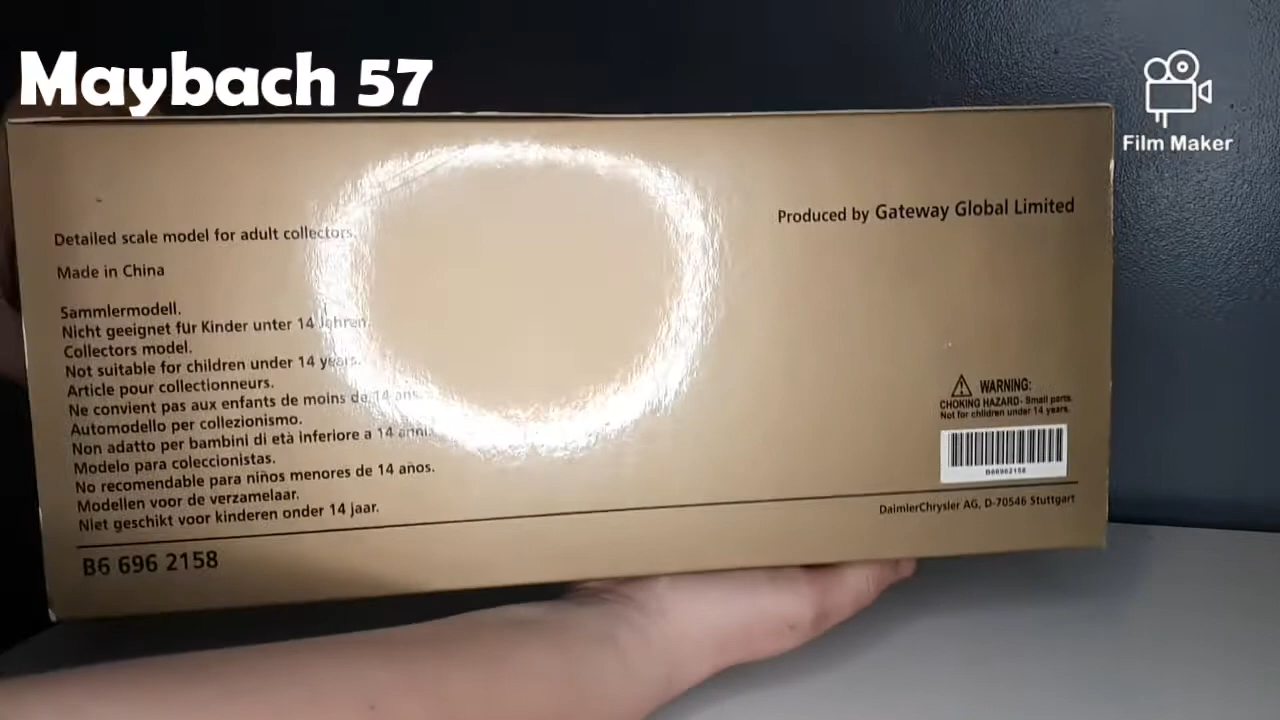 Maybach 57
Film Maker
Detailed scale model for adult collectors.
Made in China
Produced by Gateway Global Limited
Sammlermodell.
Nicht geeignet für Kinder unter 14 Jahren.
Collectors model.
Not suitable for children under 14 years.
Article pour collectionneurs.
Ne convient pas aux enfants de moins de 14 ans.
Automodello per collezionismo.
Non adatto per bambini di età inferiore a 14 anni.
Modelo para coleccionistas.
No recomendable para niños menores de 14 años.
Modellen voor de verzamelaar.
Niet geschikt voor kinderen onder 14 jaar.
WARNING:
CHOKING HAZARD- Small parts.
Not for children under 14 years.
B66962158
DaimlerChrysler AG, D-70546 Stuttgart
B6 696 2158